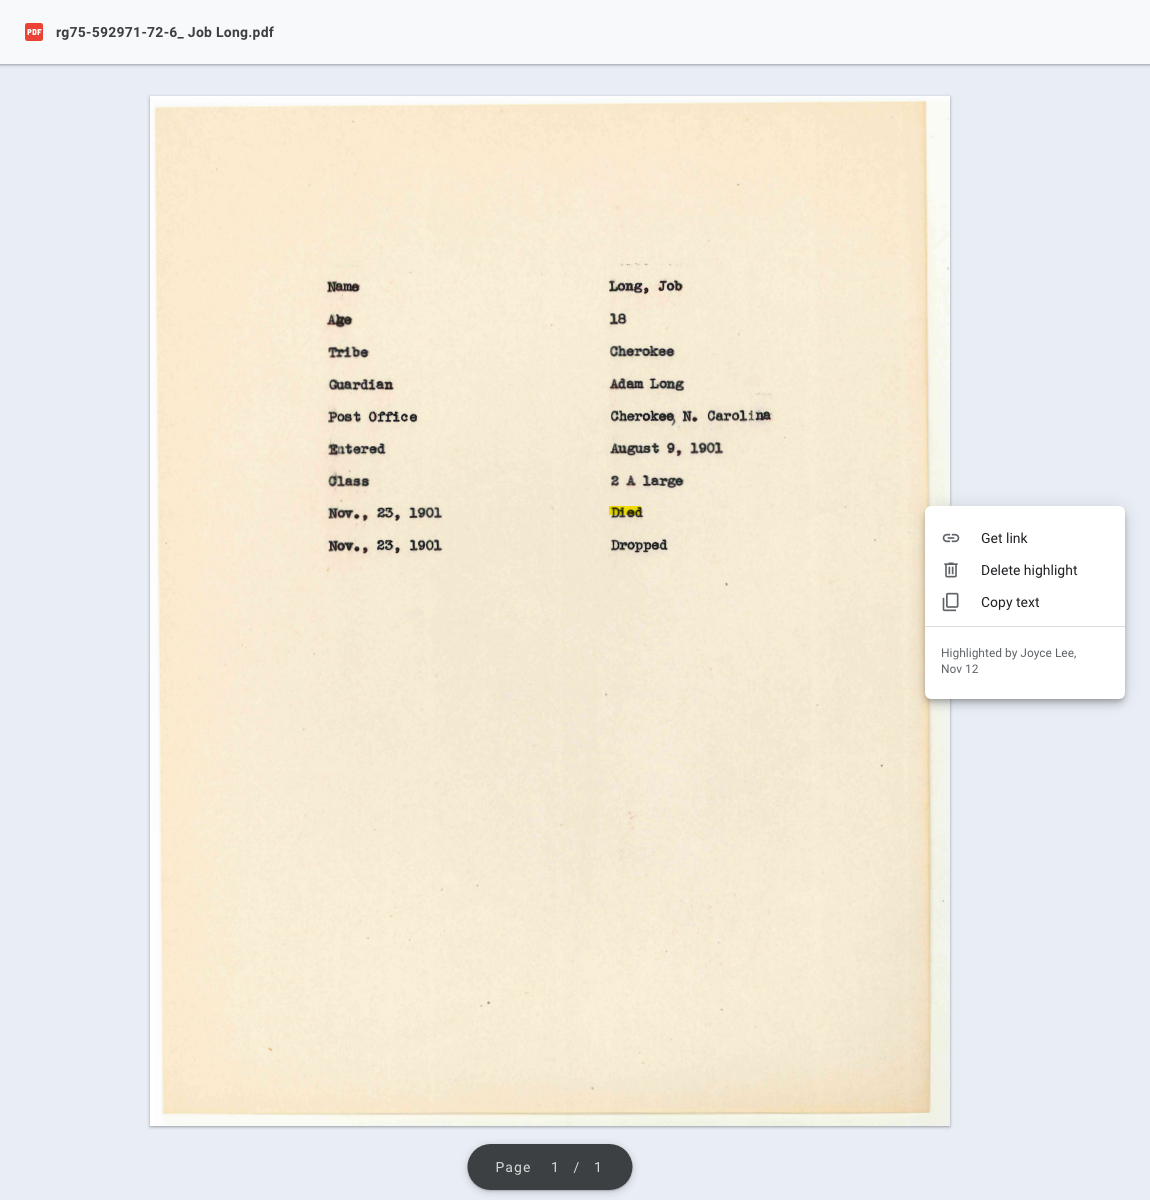 PDF rg75-592971-72-6_ Job Long.pdf
Name Long, Job
Age 18
Tribe Cherokee
Guardian Adam Long
Post Office Cherokee, N. Carolina
Entered August 9, 1901
Class 2 A large
Nov., 23, 1901 Died
Nov., 23, 1901 Dropped
Get link
Delete highlight
Copy text
Highlighted by Joyce Lee,
Nov 12
Page 1 / 1